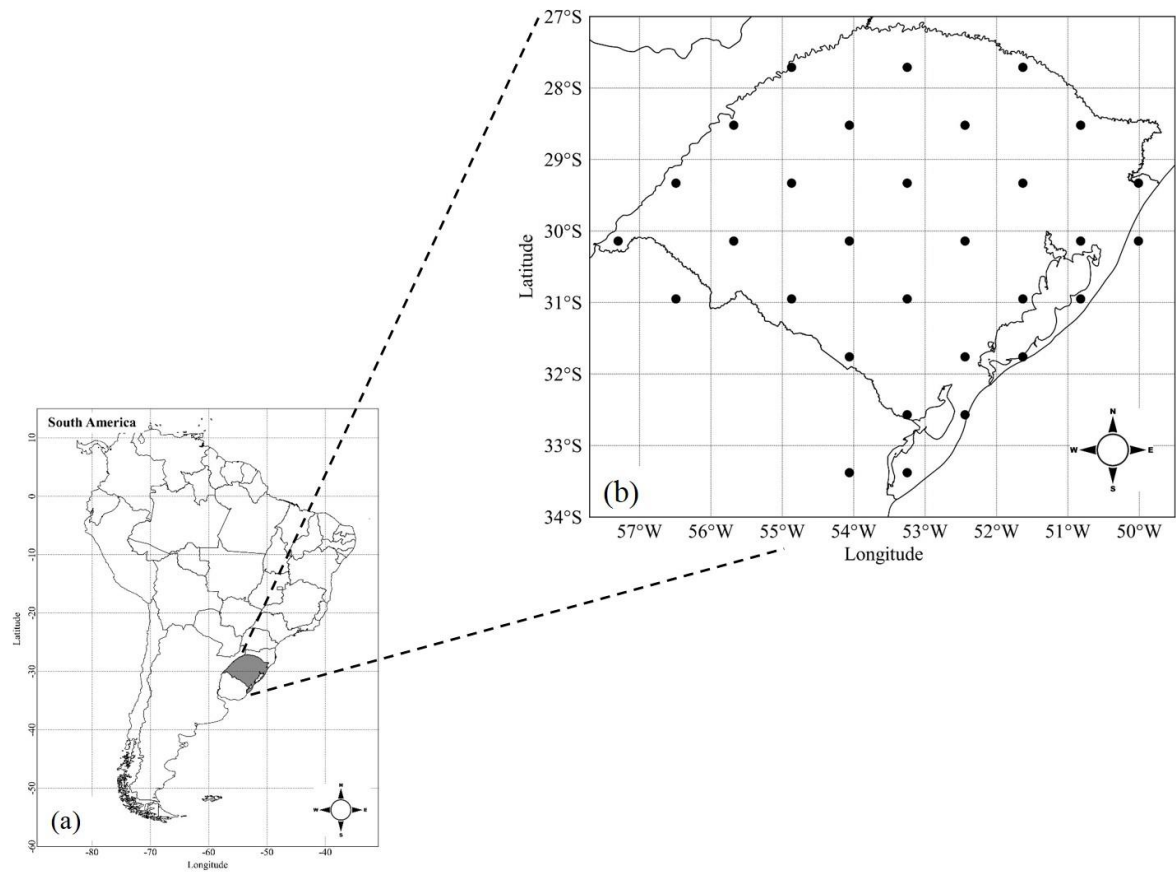 South America
10
0
-10
-20
-30
-40
-50
-60
Latitude
-80
-70
-60
-50
-40
Longitude
(a)
N
W
E
S
27°S
28°S
29°S
30°S
31°S
32°S
33°S
34°S
Latitude
57°W
56°W
55°W
54°W
53°W
52°W
51°W
50°W
Longitude
(b)
N
W
E
S